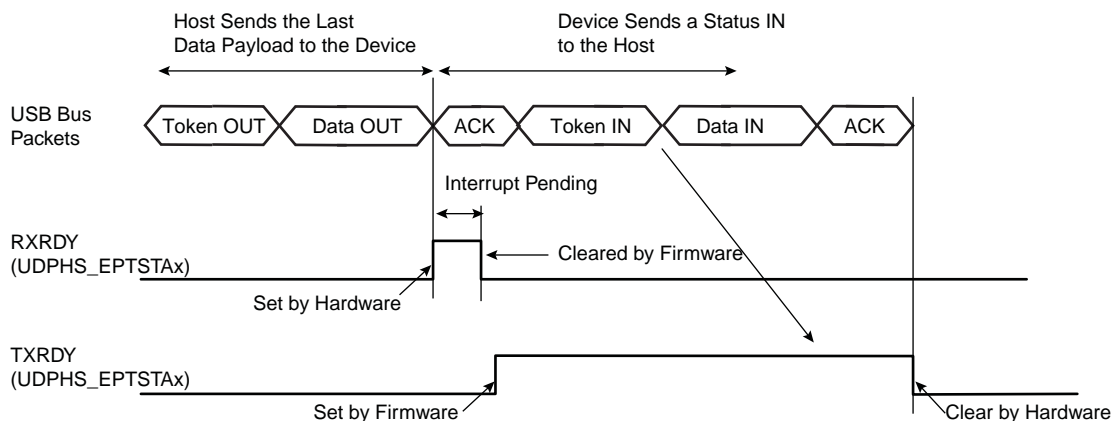 Host Sends the Last
Data Payload to the Device
Device Sends a Status IN
to the Host
USB Bus
Packets
Token OUT
Data OUT
ACK
Token IN
Data IN
ACK
Interrupt Pending
RXRDY
(UDPHS_EPTSTAx)
Cleared by Firmware
Set by Hardware
TXRDY
(UDPHS_EPTSTAx)
Set by Firmware
Clear by Hardware